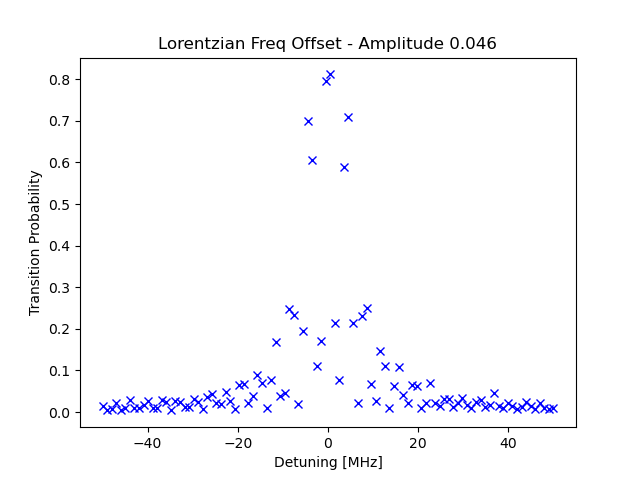 Lorentzian Freq Offset - Amplitude 0.046
0.8
0.7
0.6
0.5
0.4
0.3
0.2
0.1
0.0
Transition Probability
−40 −20 0 20 40
Detuning [MHz]